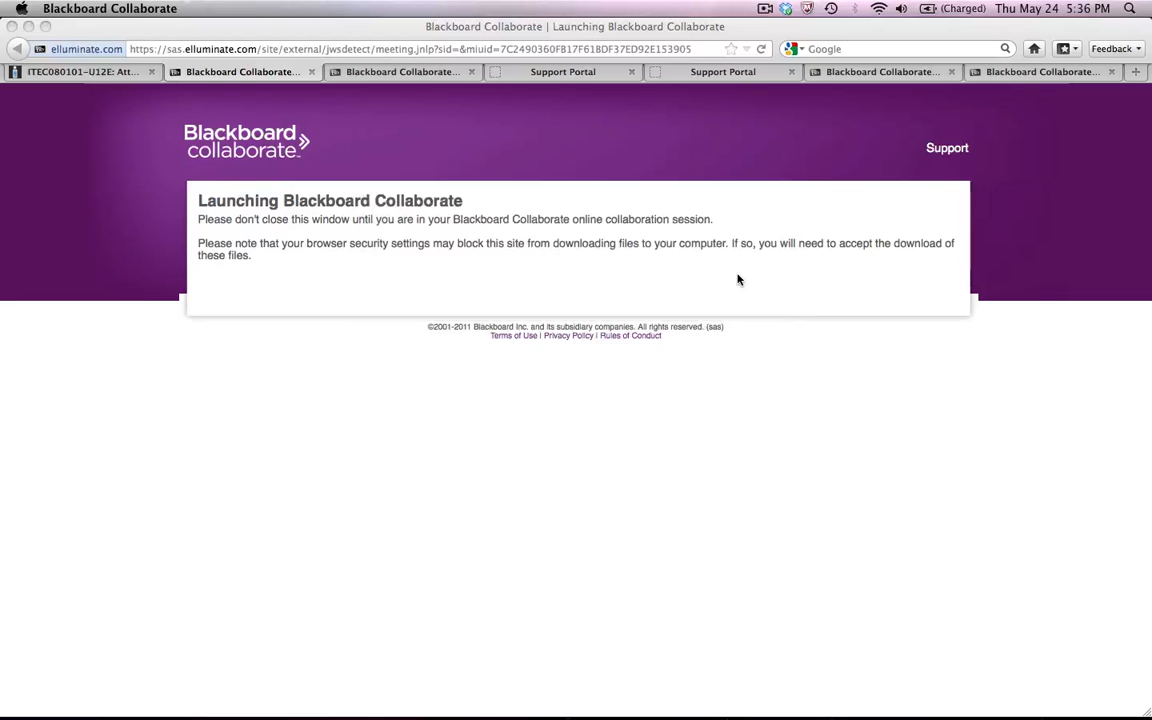 Blackboard Collaborate (Charged) Thu May 24 5:36 PM
Blackboard Collaborate | Launching Blackboard Collaborate
elluminate.com https://sas.elluminate.com/site/external/jwsdetect/meeting.jnlp?sid=&miuid=7C2490360FB17F61BDF37ED92E153905 Google Feedback
ITEC080101-U12E: Att... Blackboard Collaborate... Blackboard Collaborate... Support Portal Support Portal Blackboard Collaborate... Blackboard Collaborate...
Blackboard
collaborate™
Support
Launching Blackboard Collaborate
Please don't close this window until you are in your Blackboard Collaborate online collaboration session.
Please note that your browser security settings may block this site from downloading files to your computer. If so, you will need to accept the download of
these files.
©2001-2011 Blackboard Inc. and its subsidiary companies. All rights reserved. (sas)
Terms of Use | Privacy Policy | Rules of Conduct